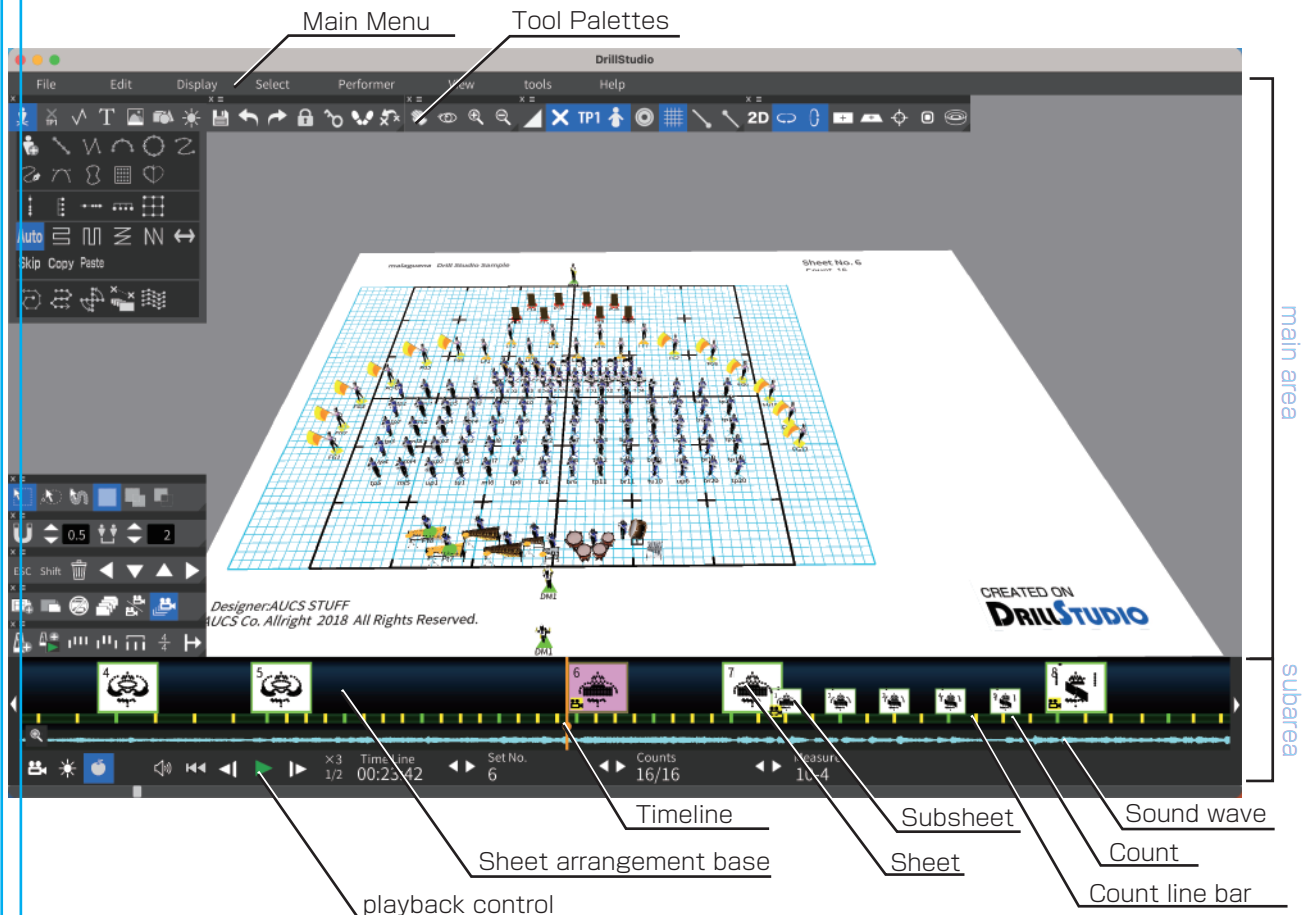 Main Menu
Tool Palettes
DrillStudio
File Edit Display Select Performer View tools Help
T TP1 2D
Auto
Skip Copy Paste
malaguena Drill Studio Sample
Sheet No. 6
Count 16
main area
0.5 2
ESC Shift
Designer:AUCS STUFF
AUCS Co. Allright 2018 All Rights Reserved.
CREATED ON
DRILLSTUDIO
DM1
DM1
4 5 6 7 8
subarea
×3
1/2
Time Line
00:23:42
Set No.
6
Counts
16/16
Measure
10-4
Timeline
Subsheet
Sound wave
Sheet arrangement base
Sheet
Count
Count line bar
playback control